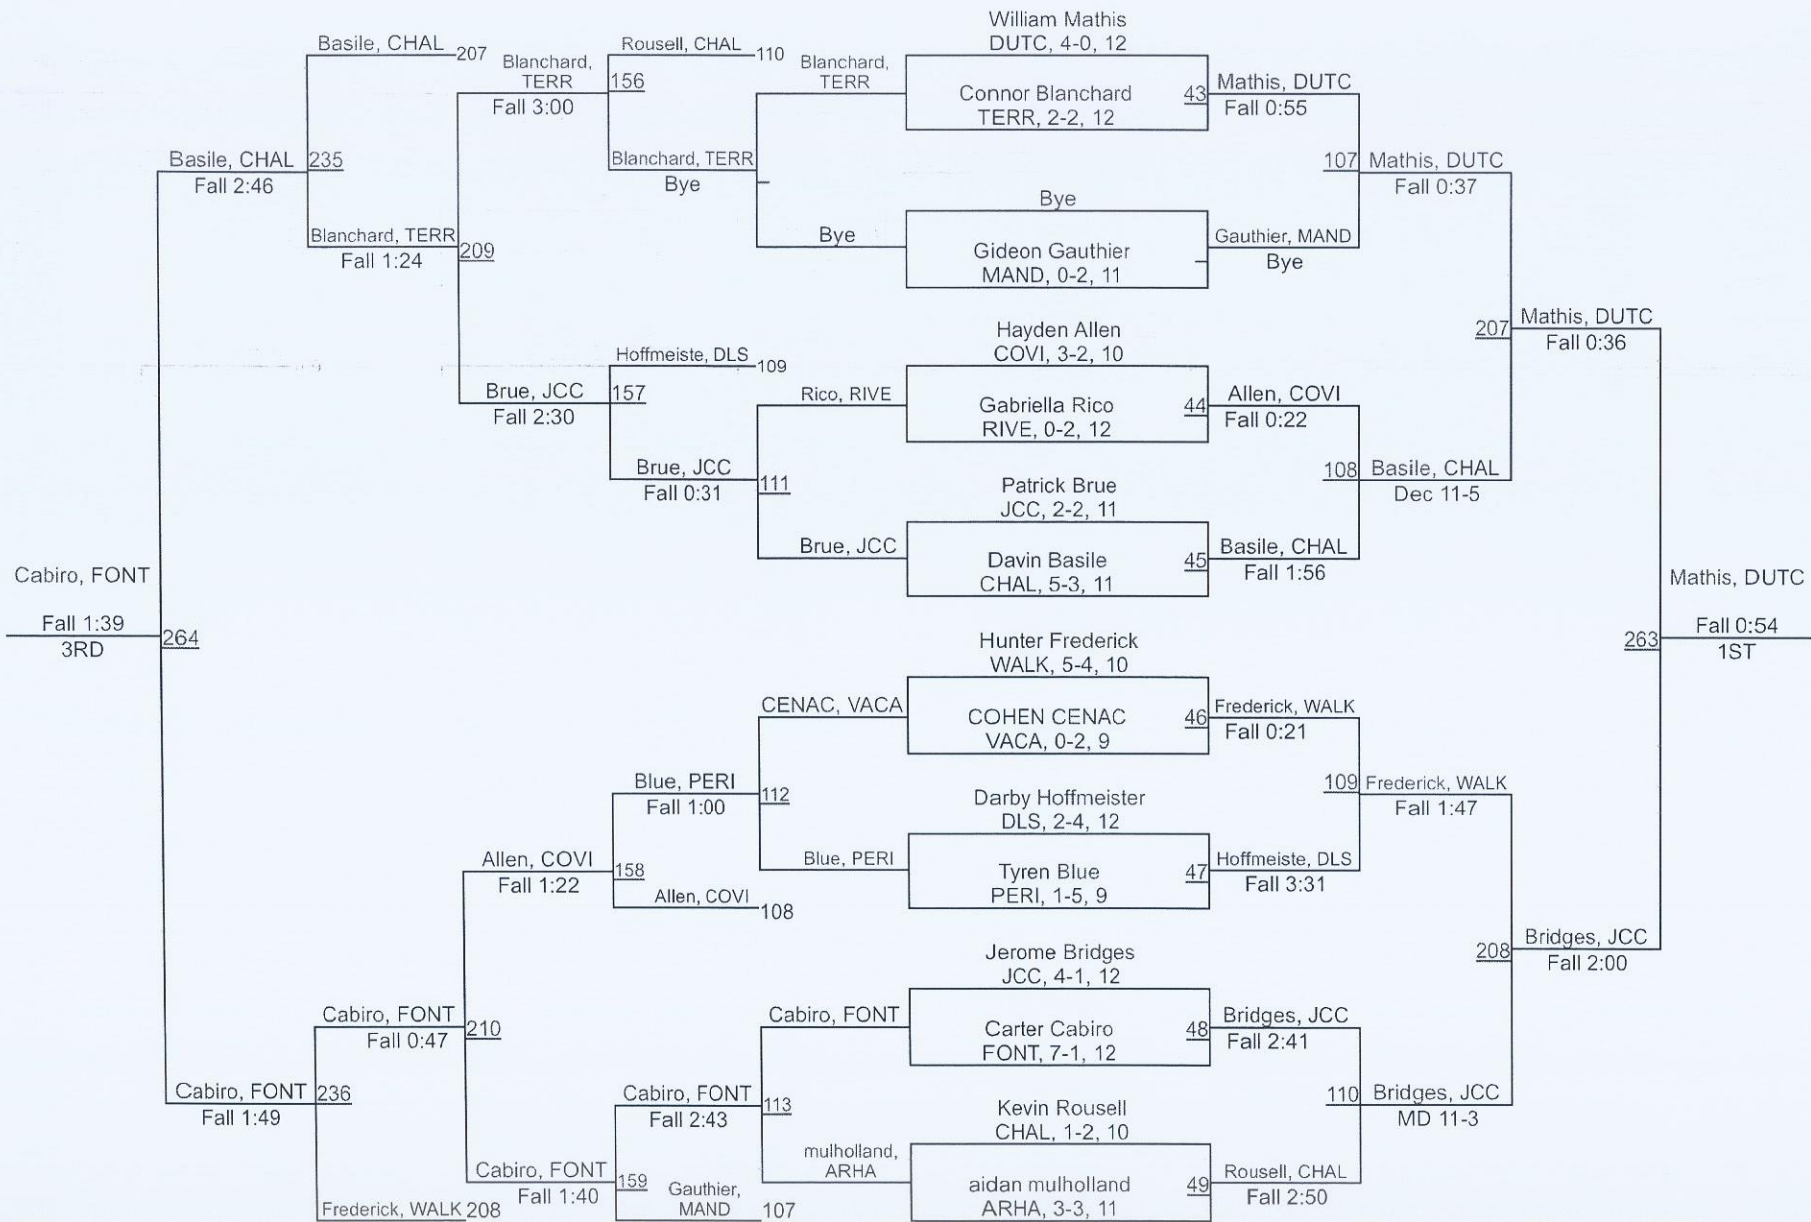 William Mathis
DUTC, 4-0, 12
Basile, CHAL
207
Rousell, CHAL
110
Blanchard,
TERR
156
Fall 3:00
Blanchard,
TERR
Connor Blanchard
TERR, 2-2, 12
43
Mathis, DUTC
Fall 0:55
Basile, CHAL
235
Fall 2:46
Blanchard, TERR
Bye
107
Mathis, DUTC
Fall 0:37
Blanchard, TERR
209
Fall 1:24
Bye
Bye
Gideon Gauthier
MAND, 0-2, 11
Gauthier, MAND
Bye
Hayden Allen
COVI, 3-2, 10
207
Mathis, DUTC
Fall 0:36
Hoffmeiste, DLS
109
Brue, JCC
157
Fall 2:30
Rico, RIVE
Gabriella Rico
RIVE, 0-2, 12
44
Allen, COVI
Fall 0:22
Brue, JCC
111
Fall 0:31
Patrick Brue
JCC, 2-2, 11
108
Basile, CHAL
Dec 11-5
Brue, JCC
Davin Basile
CHAL, 5-3, 11
45
Basile, CHAL
Fall 1:56
Cabiro, FONT
Fall 1:39
3RD
264
Mathis, DUTC
263
Fall 0:54
1ST
Hunter Frederick
WALK, 5-4, 10
CENAC, VACA
COHEN CENAC
VACA, 0-2, 9
46
Frederick, WALK
Fall 0:21
Blue, PERI
112
Fall 1:00
Darby Hoffmeister
DLS, 2-4, 12
109
Frederick, WALK
Fall 1:47
Allen, COVI
158
Fall 1:22
Blue, PERI
Tyren Blue
PERI, 1-5, 9
47
Hoffmeiste, DLS
Fall 3:31
Allen, COVI
108
Jerome Bridges
JCC, 4-1, 12
208
Bridges, JCC
Fall 2:00
Cabiro, FONT
210
Fall 0:47
Cabiro, FONT
Carter Cabiro
FONT, 7-1, 12
48
Bridges, JCC
Fall 2:41
Cabiro, FONT
236
Fall 1:49
Cabiro, FONT
113
Fall 2:43
Kevin Rousell
CHAL, 1-2, 10
110
Bridges, JCC
MD 11-3
Cabiro, FONT
159
Fall 1:40
mulholland,
ARHA
aidan mulholland
ARHA, 3-3, 11
49
Rousell, CHAL
Fall 2:50
Frederick, WALK
208
Gauthier,
MAND
107